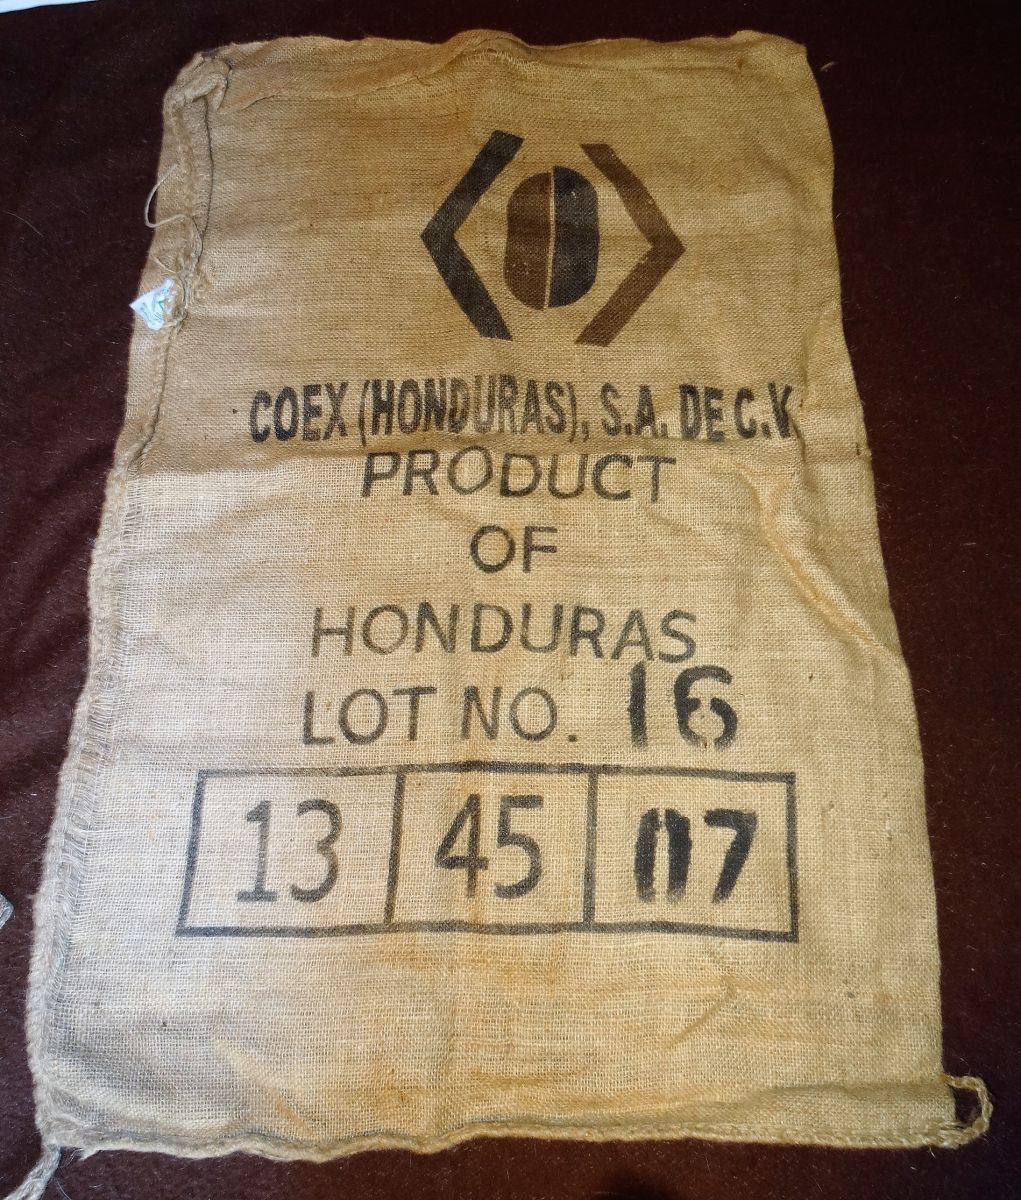 COEX (HONDURAS), S.A. DE C.V.
PRODUCT
OF
HONDURAS
LOT NO. 16
13 45 07